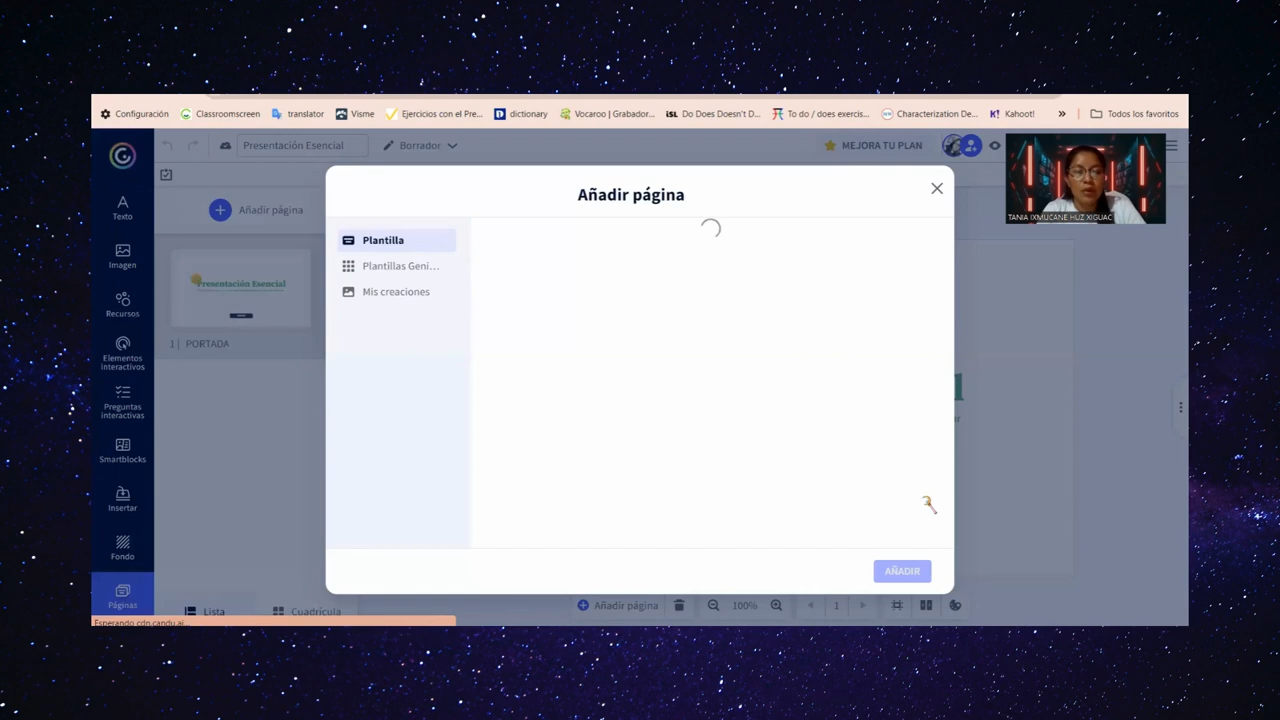 Configuración
Classroomscreen
translator
Visme
Ejercicios con el Pre...
dictionary
Vocaroo | Grabador...
iSL Do Does Doesn't D...
To do / does exercis...
Characterization De...
K! Kahoot!
»
Todos los favoritos
Presentación Esencial
Borrador
MEJORA TU PLAN
Texto
Imagen
Recursos
Elementos
interactivos
Preguntas
interactivas
Smartblocks
Insertar
Fondo
Páginas
Añadir página
Presentación Esencial
1 | PORTADA
Lista
Cuadrícula
Añadir página
Plantilla
Plantillas Geni...
Mis creaciones
AÑADIR
TANIA IXMUCANE HUZ XIGUAC
Añadir página
100%
1
Esperando cdn.candu.ai...